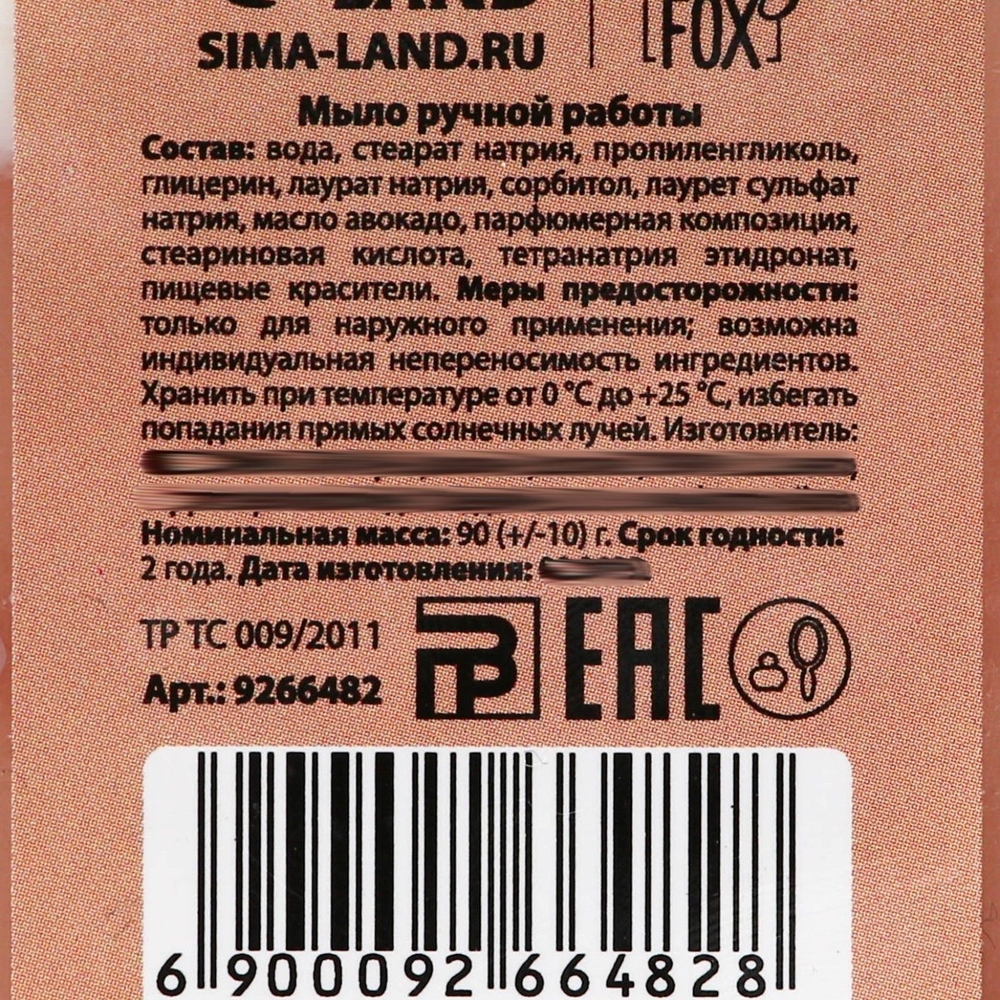 LAND
SIMA-LAND.RU
FOX
Мыло ручной работы
Состав: вода, стеарат натрия, пропиленгликоль,
глицерин, лаурат натрия, сорбитол, лаурет сульфат
натрия, масло авокадо, парфюмерная композиция,
стеариновая кислота, тетранатрия этидронат,
пищевые красители. Меры предосторожности:
только для наружного применения; возможна
индивидуальная непереносимость ингредиентов.
Хранить при температуре от 0 °С до +25 °С, избегать
попадания прямых солнечных лучей. Изготовитель:
Номинальная масса: 90 (+/-10) г. Срок годности:
2 года. Дата изготовления:
ТР ТС 009/2011
Арт.: 9266482
EAC
6 900092 664828